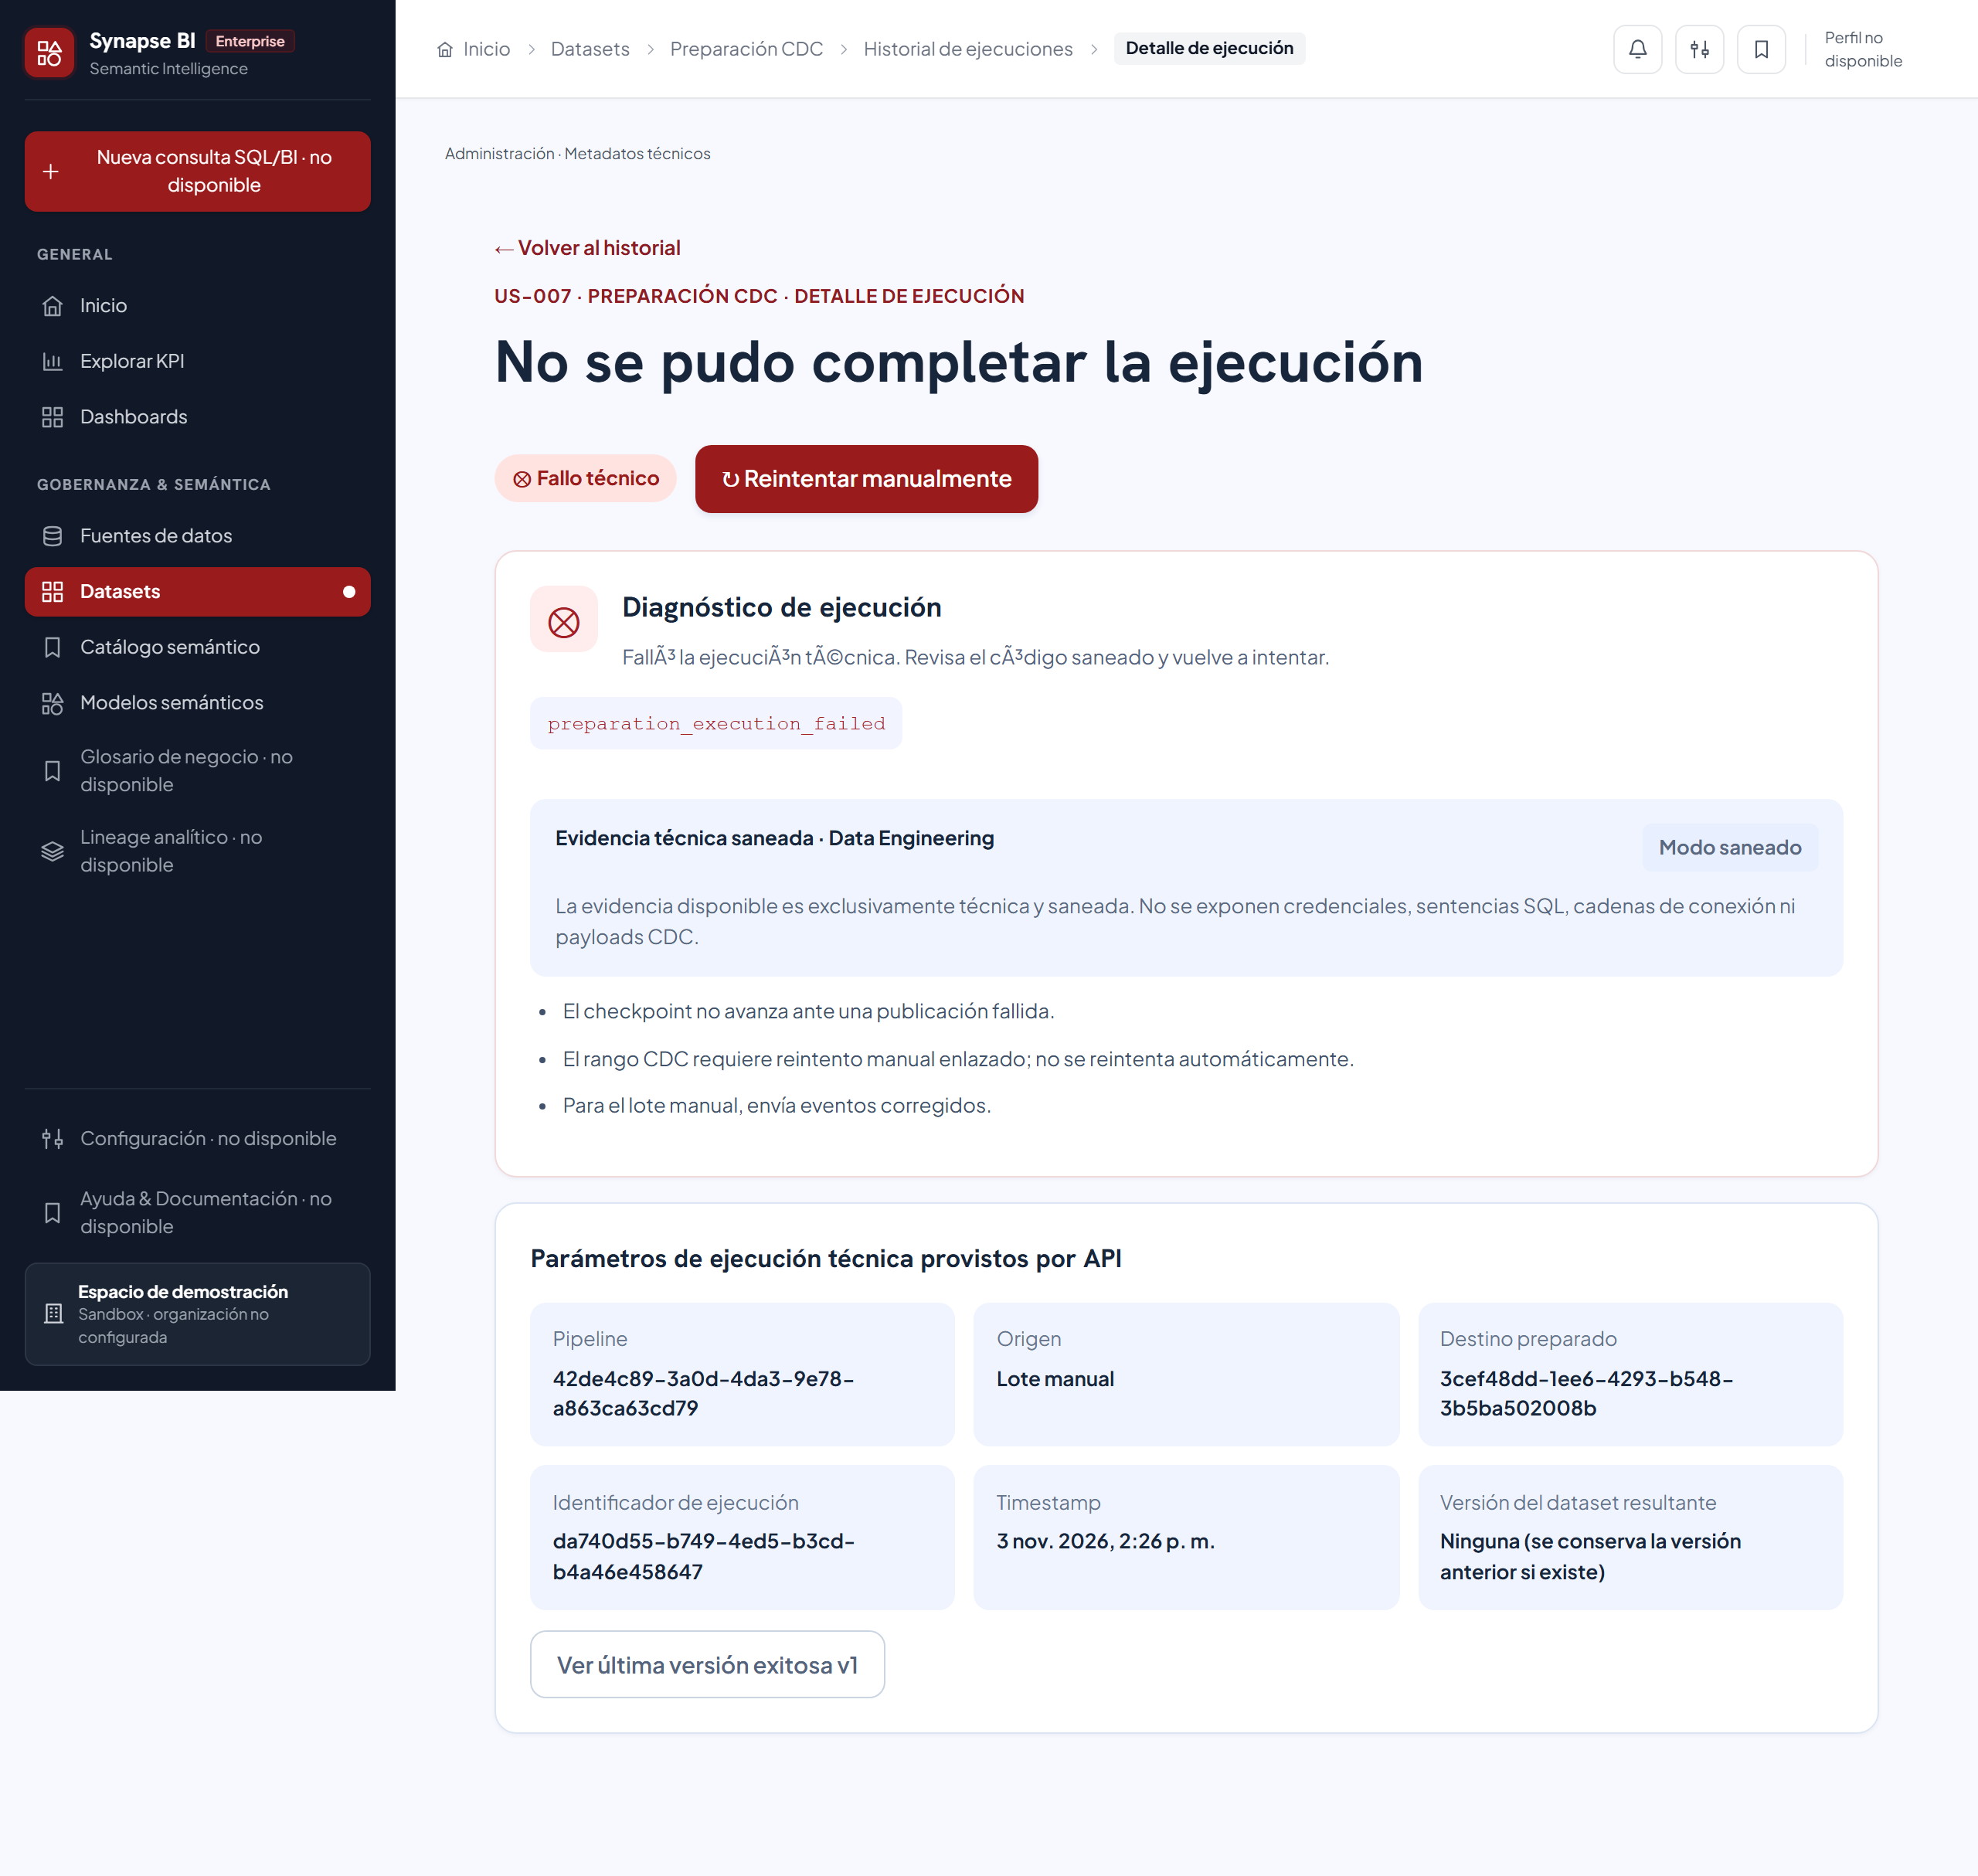 Synapse BI Enterprise
Semantic Intelligence
Nueva consulta SQL/BI · no
disponible
GENERAL
Inicio
Explorar KPI
Dashboards
GOBERNANZA & SEMÁNTICA
Fuentes de datos
Datasets
Catálogo semántico
Modelos semánticos
Glosario de negocio · no
disponible
Lineage analítico · no
disponible
Configuración · no disponible
Ayuda & Documentación · no
disponible
Espacio de demostración
Sandbox · organización no
configurada
Inicio > Datasets > Preparación CDC > Historial de ejecuciones > Detalle de ejecución
Perfil no
disponible
Administración · Metadatos técnicos
← Volver al historial
US-007 · PREPARACIÓN CDC · DETALLE DE EJECUCIÓN
No se pudo completar la ejecución
⊗ Fallo técnico
↻ Reintentar manualmente
Diagnóstico de ejecución
FallÃ³ la ejecuciÃ³n tÃ©cnica. Revisa el cÃ³digo saneado y vuelve a intentar.
preparation_execution_failed
Evidencia técnica saneada · Data Engineering
Modo saneado
La evidencia disponible es exclusivamente técnica y saneada. No se exponen credenciales, sentencias SQL, cadenas de conexión ni
payloads CDC.
• El checkpoint no avanza ante una publicación fallida.
• El rango CDC requiere reintento manual enlazado; no se reintenta automáticamente.
• Para el lote manual, envía eventos corregidos.
Parámetros de ejecución técnica provistos por API
Pipeline
42de4c89-3a0d-4da3-9e78-
a863ca63cd79
Origen
Lote manual
Destino preparado
3cef48dd-1ee6-4293-b548-
3b5ba502008b
Identificador de ejecución
da740d55-b749-4ed5-b3cd-
b4a46e458647
Timestamp
3 nov. 2026, 2:26 p. m.
Versión del dataset resultante
Ninguna (se conserva la versión
anterior si existe)
Ver última versión exitosa v1